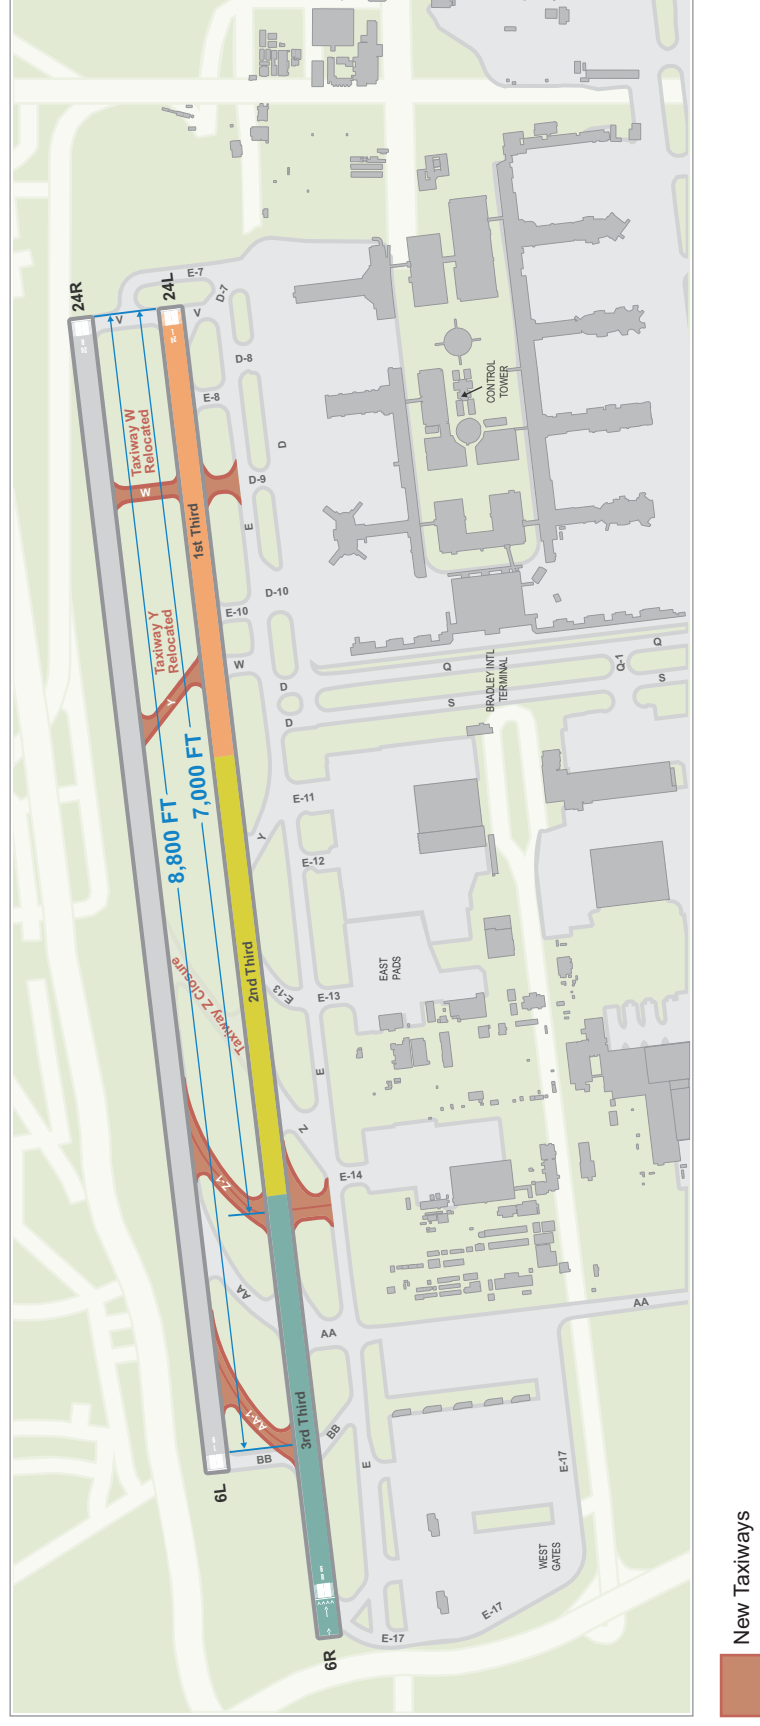 24R
24L
E-7
D-7
V
V
D-8
E-8
Taxiway W
Relocated
W
D
D-9
1st Third
E
D-10
E-10
CONTROL
TOWER
Taxiway Y
Relocated
Y
W
D
D
Q
S
Q
Q-1
S
BRADLEY INTL
TERMINAL
8,800 FT
7,000 FT
E-11
Y
E-12
2nd Third
Taxiway Z Closure
E-13
E-13
EAST
PADS
E
Z
Z-1
E-14
AA
AA
AA
AA-1
3rd Third
BB
BB
E
6L
E-17
WEST
GATES
E-17
E-17
6R
New Taxiways